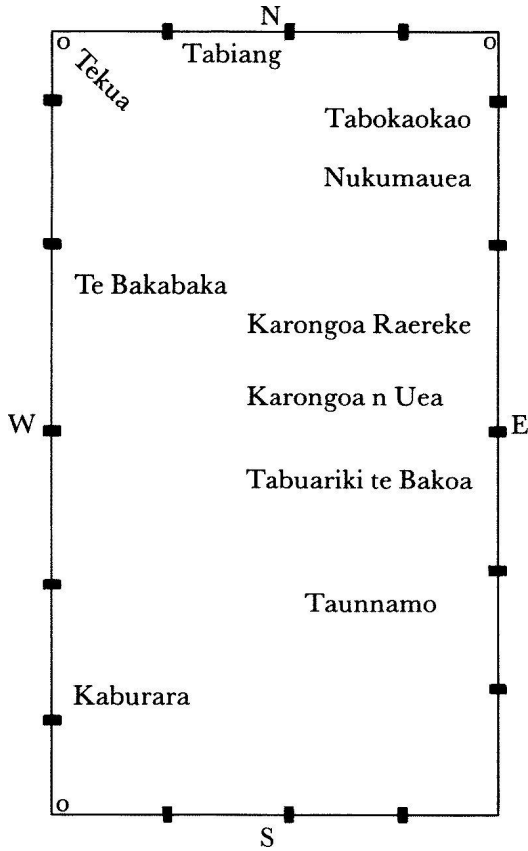 N
o
o
Tekua
Tabiang
Tabokaokao
Nukumauea
Te Bakabaka
Karongoa Raereke
Karongoa n Uea
W
E
Tabuariki te Bakoa
Taunnamo
Kaburara
o
S